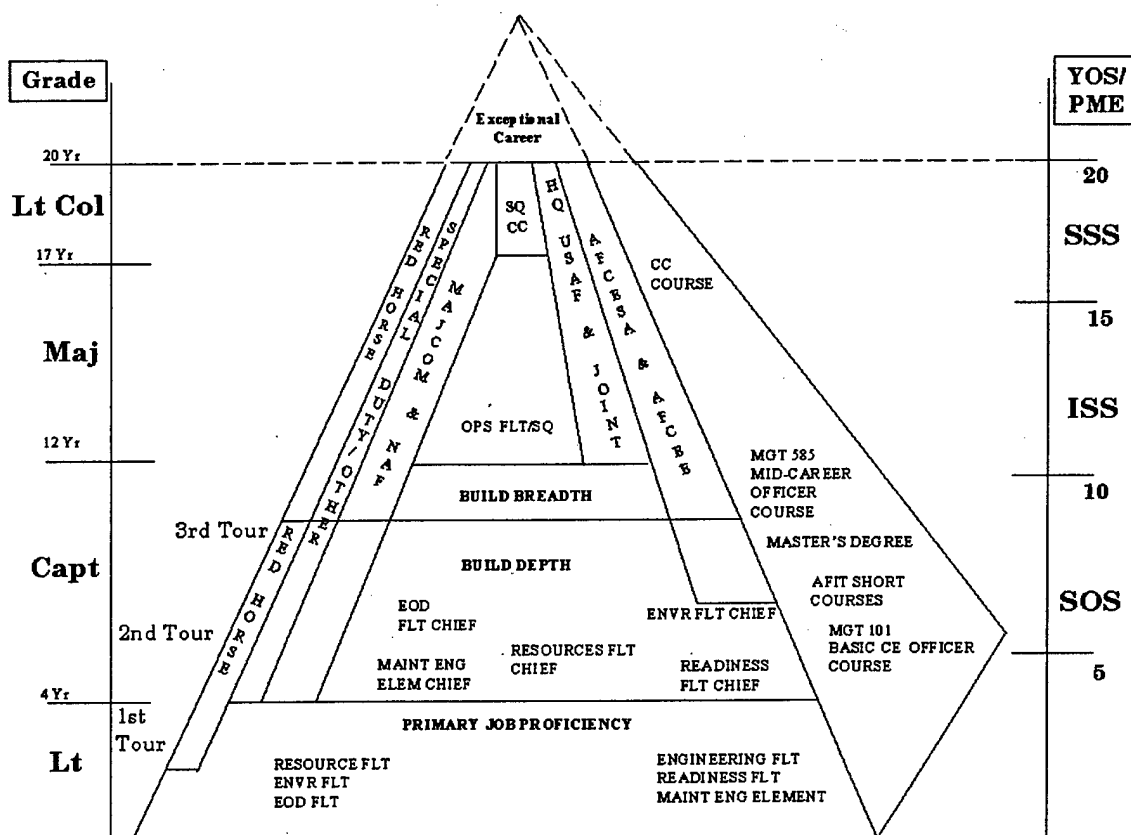 Grade
YOS/
PME
Exceptional
Career
20 Yr
20
Lt Col
SQ
CC
SSS
17 Yr
CC
COURSE
15
Maj
ISS
OPS FLT/SQ
12 Yr
MGT 585
MID-CAREER
OFFICER
COURSE
10
BUILD BREADTH
3rd Tour
MASTER'S DEGREE
Capt
BUILD DEPTH
AFIT SHORT
COURSES
SOS
EOD
FLT CHIEF
ENVR FLT CHIEF
2nd Tour
MGT 101
BASIC CE OFFICER
COURSE
RESOURCES FLT
CHIEF
MAINT ENG
ELEM CHIEF
READINESS
FLT CHIEF
5
4 Yr
1st
Tour
PRIMARY JOB PROFICIENCY
Lt
RESOURCE FLT
ENVR FLT
EOD FLT
ENGINEERING FLT
READINESS FLT
MAINT ENG ELEMENT
RED HORSE
RED HORSE
SPECIAL DUTY/OTHER
MAJCOM & NAF
HQ USAF & JOINT
AFCESA & AFCEE